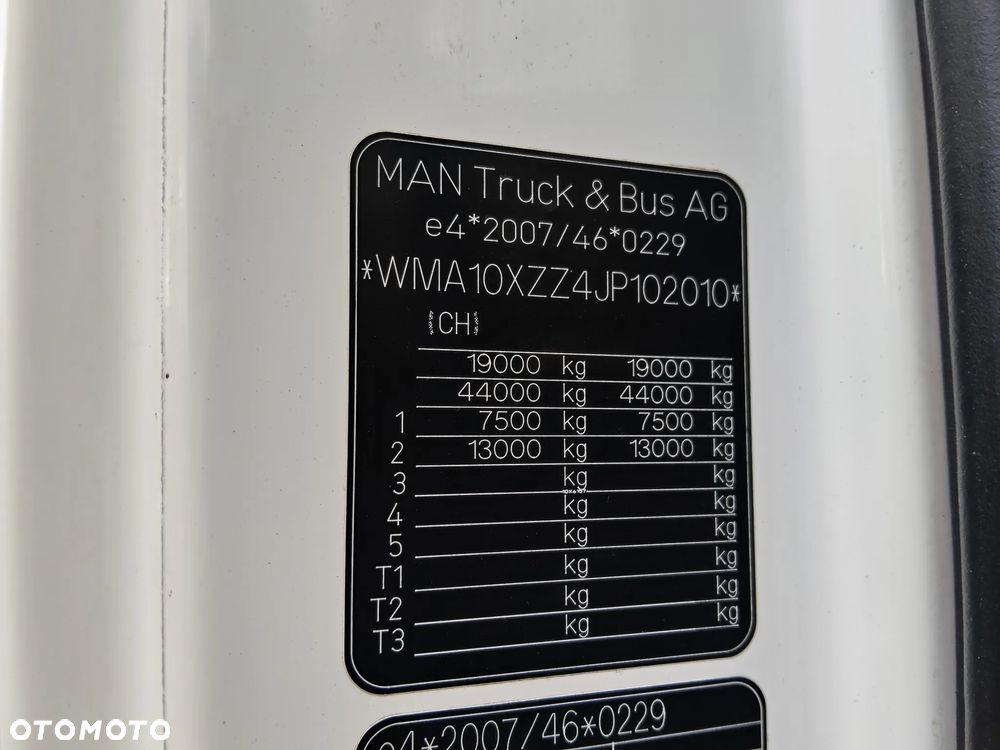 MAN Truck & Bus AG
e4*2007/46*0229
*WMA10XZZ4JP102010*
CH
19000 kg 19000 kg
44000 kg 44000 kg
1 7500 kg 7500 kg
2 13000 kg 13000 kg
3 kg kg
4 kg kg
5 kg kg
T1 kg kg
T2 kg kg
T3 kg kg
e4*2007/46*0229
OTOMOTO